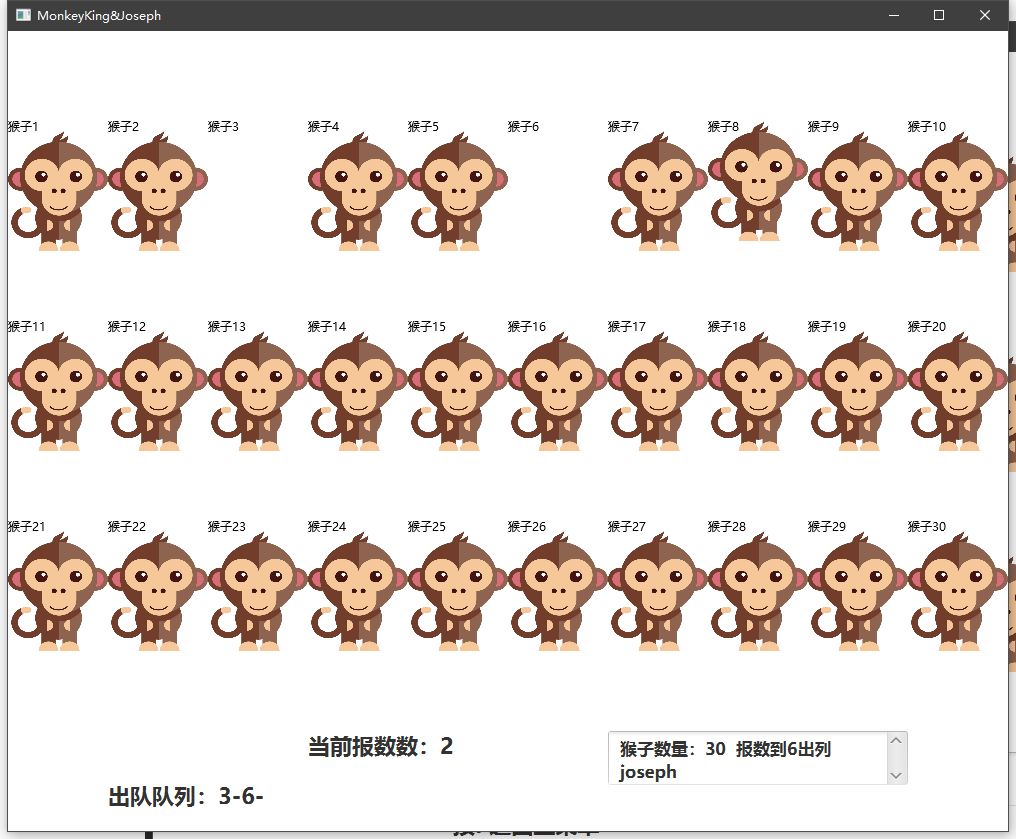 MonkeyKing&Joseph
猴子1 猴子2 猴子3 猴子4 猴子5 猴子6 猴子7 猴子8 猴子9 猴子10
猴子11 猴子12 猴子13 猴子14 猴子15 猴子16 猴子17 猴子18 猴子19 猴子20
猴子21 猴子22 猴子23 猴子24 猴子25 猴子26 猴子27 猴子28 猴子29 猴子30
当前报数数：2
猴子数量：30 报数到6出列
joseph
出队队列：3-6-